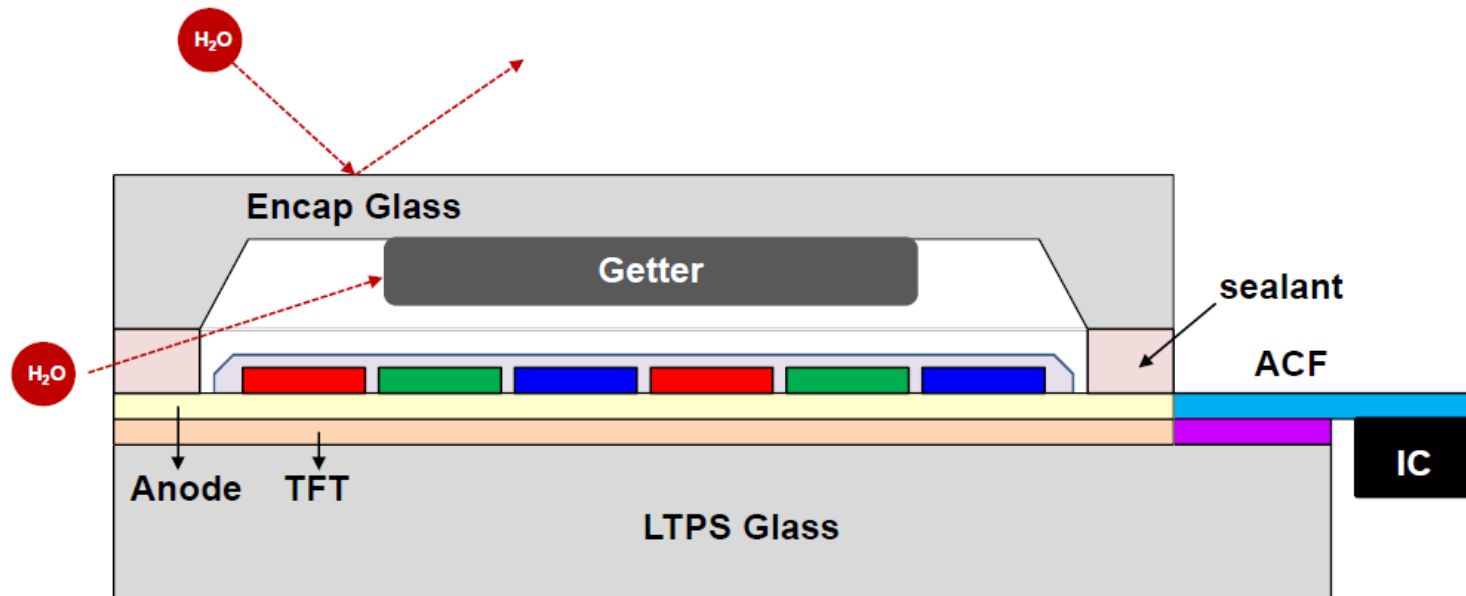 H₂O
Encap Glass
Getter
sealant
H₂O
ACF
IC
Anode
TFT
LTPS Glass